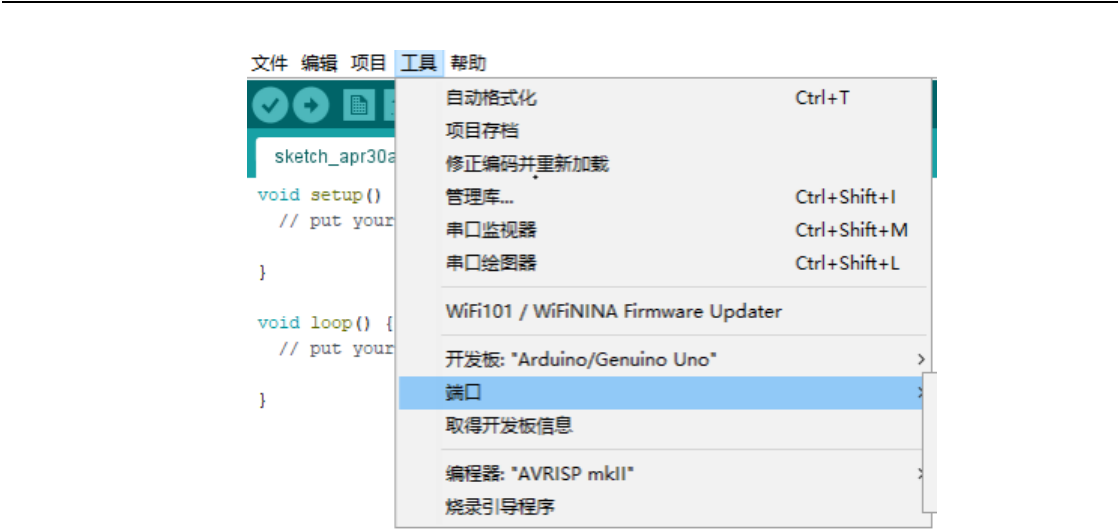 文件 编辑 项目 工具 帮助
sketch_apr30a
void setup()
// put your
}
void loop() {
// put your
}
自动格式化 Ctrl+T
项目存档
修正编码并重新加载
管理库... Ctrl+Shift+I
串口监视器 Ctrl+Shift+M
串口绘图器 Ctrl+Shift+L
WiFi101 / WiFiNINA Firmware Updater
开发板: "Arduino/Genuino Uno"
端口
取得开发板信息
编程器: "AVRISP mkII"
烧录引导程序